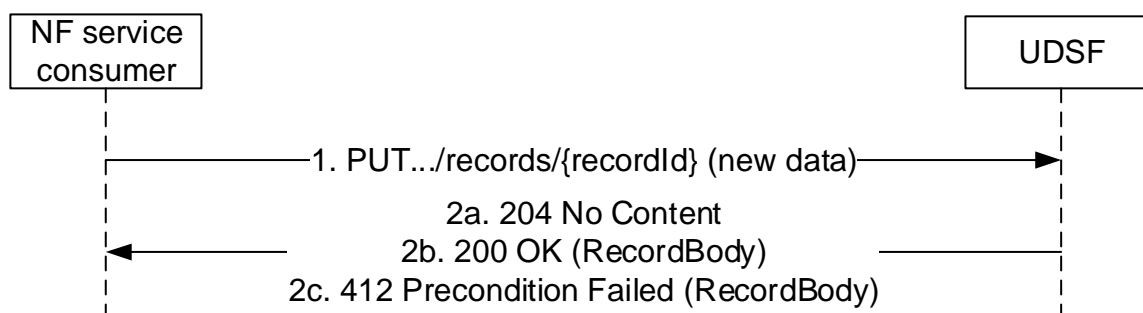 NF service
consumer
UDSF
1. PUT.../records/{recordId} (new data)
2a. 204 No Content
2b. 200 OK (RecordBody)
2c. 412 Precondition Failed (RecordBody)